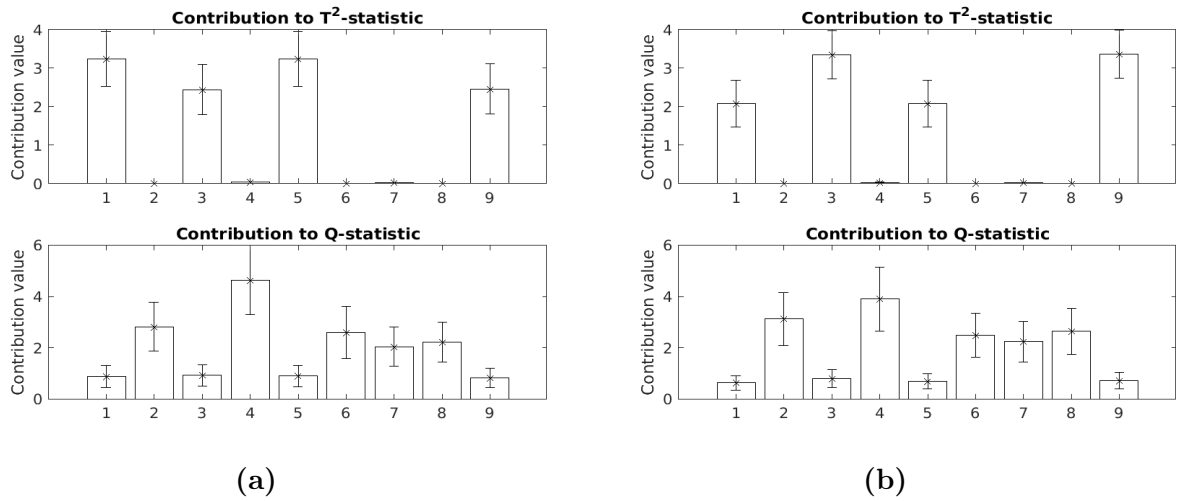 Contribution to T²-statistic
Contribution value
4
3
2
1
0
1 2 3 4 5 6 7 8 9
Contribution to Q-statistic
Contribution value
6
4
2
0
1 2 3 4 5 6 7 8 9
(a)
Contribution to T²-statistic
Contribution value
4
3
2
1
0
1 2 3 4 5 6 7 8 9
Contribution to Q-statistic
Contribution value
6
4
2
0
1 2 3 4 5 6 7 8 9
(b)